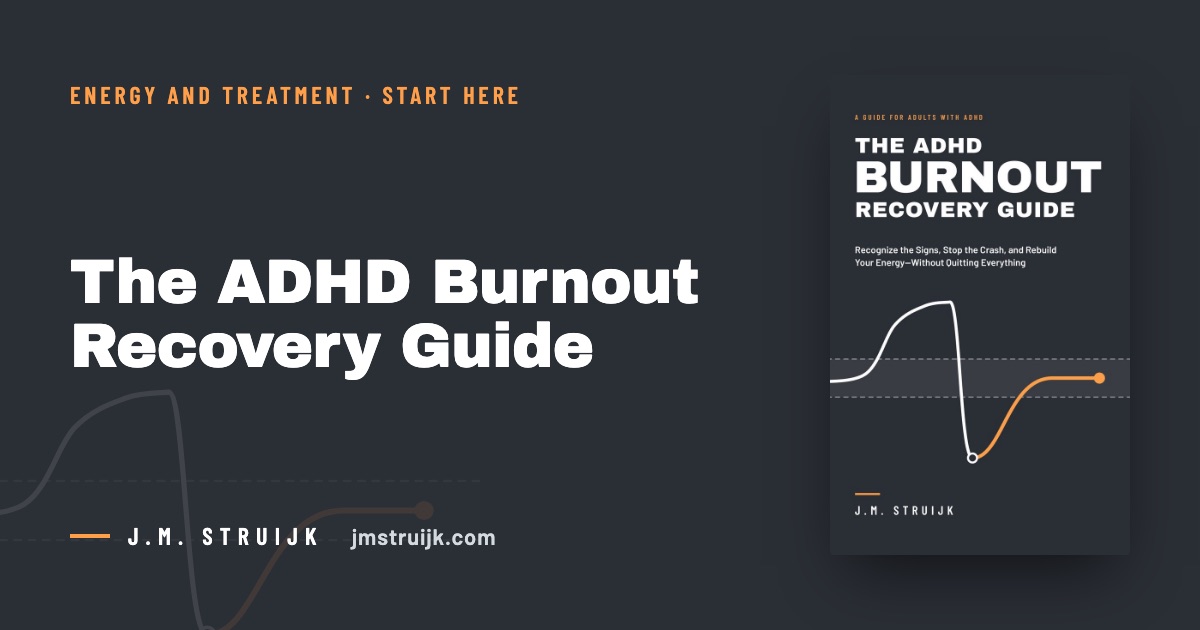 ENERGY AND TREATMENT · START HERE
The ADHD Burnout
Recovery Guide
J.M. STRUIJK jmstruijk.com
A GUIDE FOR ADULTS WITH ADHD
THE ADHD
BURNOUT
RECOVERY GUIDE
Recognize the Signs, Stop the Crash, and Rebuild
Your Energy—Without Quitting Everything
J.M. STRUIJK